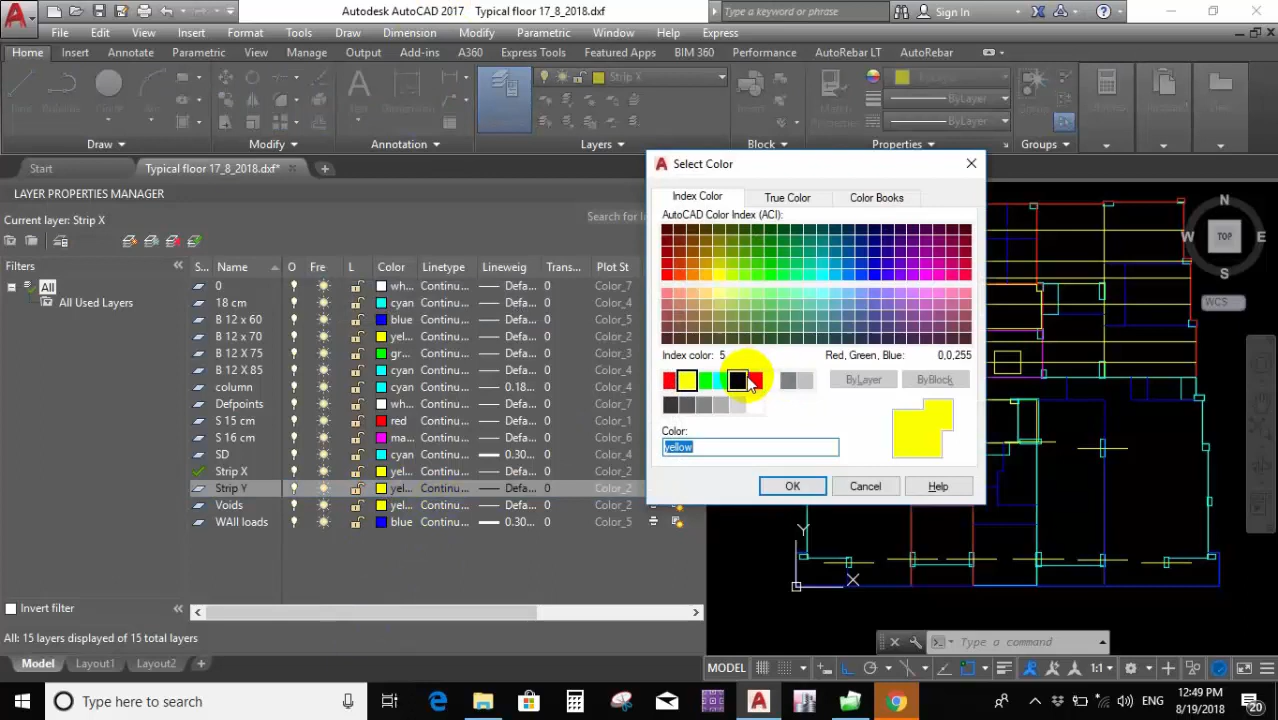 Autodesk AutoCAD 2017 Typical floor 17_8_2018.dxf
Type a keyword or phrase
Sign In
File Edit View Insert Format Tools Draw Dimension Modify Parametric Window Help Express
Home Insert Annotate Parametric View Manage Output Add-ins A360 Express Tools Featured Apps BIM 360 Performance AutoRebar LT AutoRebar
Strip X
Match
ByLayer
ByLayer
Group
Draw Modify Annotation Layers Block Properties Groups
Start Typical floor 17_8_2018.dxf*
LAYER PROPERTIES MANAGER
Current layer: Strip X
Search for
Filters
All
All Used Layers
S... Name O Fre L Color Linetype Lineweig Trans... Plot St
0 wh... Continu... Defa... 0 Color_7
18 cm cyan Continu... Defa... 0 Color_4
B 12 x 60 blue Continu... Defa... 0 Color_5
B 12 x 70 yel... Continu... Defa... 0 Color_2
B 12 X 75 gr... Continu... Defa... 0 Color_3
B 12 X 85 cyan Continu... Defa... 0 Color_4
column cyan Continu... 0.18... 0 Color_4
Defpoints wh... Continu... Defa... 0 Color_7
S 15 cm red Continu... Defa... 0 Color_1
S 16 cm ma... Continu... Defa... 0 Color_6
SD cyan Continu... 0.30... 0 Color_4
Strip X yel... Continu... Defa... 0 Color_2
Strip Y yel... Continu... Defa... 0 Color_2
Voids yel... Continu... Defa... 0 Color_2
WAll loads blue Continu... 0.30... 0 Color_5
Invert filter
All: 15 layers displayed of 15 total layers
Select Color
Index Color True Color Color Books
AutoCAD Color Index (ACI):
Index color: 5 Red, Green, Blue: 0,0,255
ByLayer ByBlock
Color:
yellow
OK Cancel Help
N
W TOP E
S
WCS
Y
X
Type a command
Model Layout1 Layout2
MODEL 1:1
Type here to search
ENG
12:49 PM
8/19/2018
20